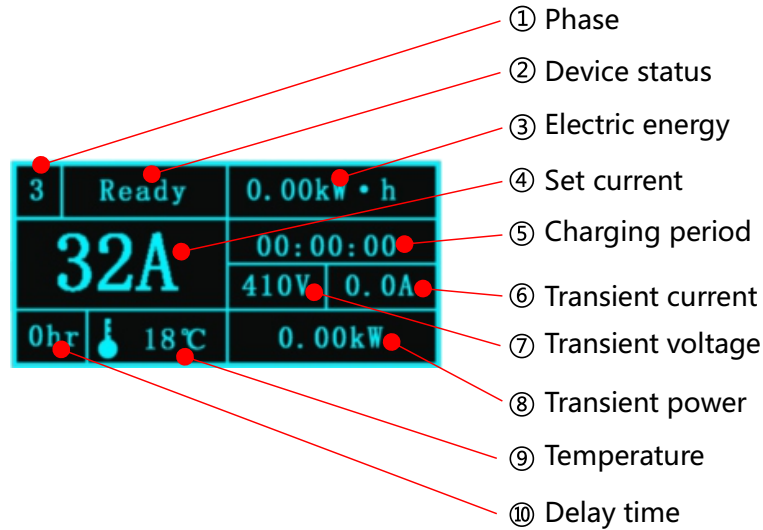 ① Phase
② Device status
③ Electric energy
④ Set current
⑤ Charging period
⑥ Transient current
⑦ Transient voltage
⑧ Transient power
⑨ Temperature
⑩ Delay time
3 Ready 0.00kW•h
32A
00:00:00
410V 0.0A
0hr 18℃ 0.00kW